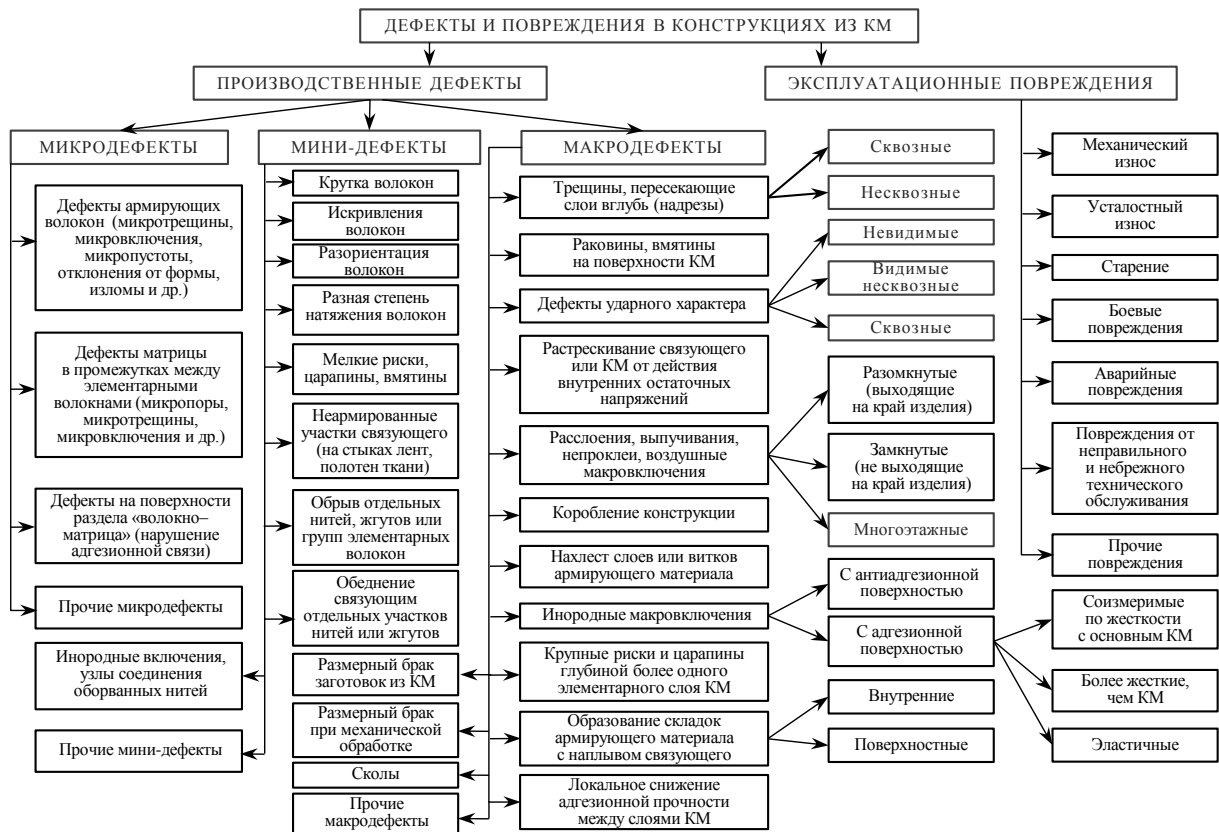 ДЕФЕКТЫ И ПОВРЕЖДЕНИЯ В КОНСТРУКЦИЯХ ИЗ КМ
ПРОИЗВОДСТВЕННЫЕ ДЕФЕКТЫ
ЭКСПЛУАТАЦИОННЫЕ ПОВРЕЖДЕНИЯ
МИКРОДЕФЕКТЫ
Дефекты армирующих
волокон (микротрещины,
микровключения,
микропустоты,
отклонения от формы,
изломы и др.)
Дефекты матрицы
в промежутках между
элементарными
волокнами (микропоры,
микротрещины,
микровключения и др.)
Дефекты на поверхности
раздела «волокно–
матрица» (нарушение
адгезионной связи)
Прочие микродефекты
МИНИ-ДЕФЕКТЫ
Крутка волокон
Искривления
волокон
Разориентация
волокон
Разная степень
натяжения волокон
Мелкие риски,
царапины, вмятины
Неармированные
участки связующего
(на стыках лент,
полотен ткани)
Обрыв отдельных
нитей, жгутов или
групп элементарных
волокон
Обеднение
связующим
отдельных участков
нитей или жгутов
Инородные включения,
узлы соединения
оборванных нитей
Прочие мини-дефекты
МАКРОДЕФЕКТЫ
Трещины, пересекающие
слои вглубь (надрезы)
Сквозные
Несквозные
Раковины, вмятины
на поверхности КМ
Дефекты ударного характера
Невидимые
Видимые
несквозные
Сквозные
Растрескивание связующего
или КМ от действия
внутренних остаточных
напряжений
Расслоения, выпучивания,
непроклеи, воздушные
макровключения
Разомкнутые
(выходящие
на край изделия)
Замкнутые
(не выходящие
на край изделия)
Многоэтажные
Коробление конструкции
Нахлест слоев или витков
армирующего материала
Инородные макровключения
С антиадгезионной
поверхностью
С адгезионной
поверхностью
Соизмеримые
по жесткости
с основным КМ
Более жесткие,
чем КМ
Эластичные
Крупные риски и царапины
глубиной более одного
элементарного слоя КМ
Образование складок
армирующего материала
с наплывом связующего
Внутренние
Поверхностные
Локальное снижение
адгезионной прочности
между слоями КМ
Размерный брак
заготовок из КМ
Размерный брак
при механической
обработке
Сколы
Прочие
макродефекты
Механический
износ
Усталостный
износ
Старение
Боевые
повреждения
Аварийные
повреждения
Повреждения от
неправильного
и небрежного
технического
обслуживания
Прочие
повреждения